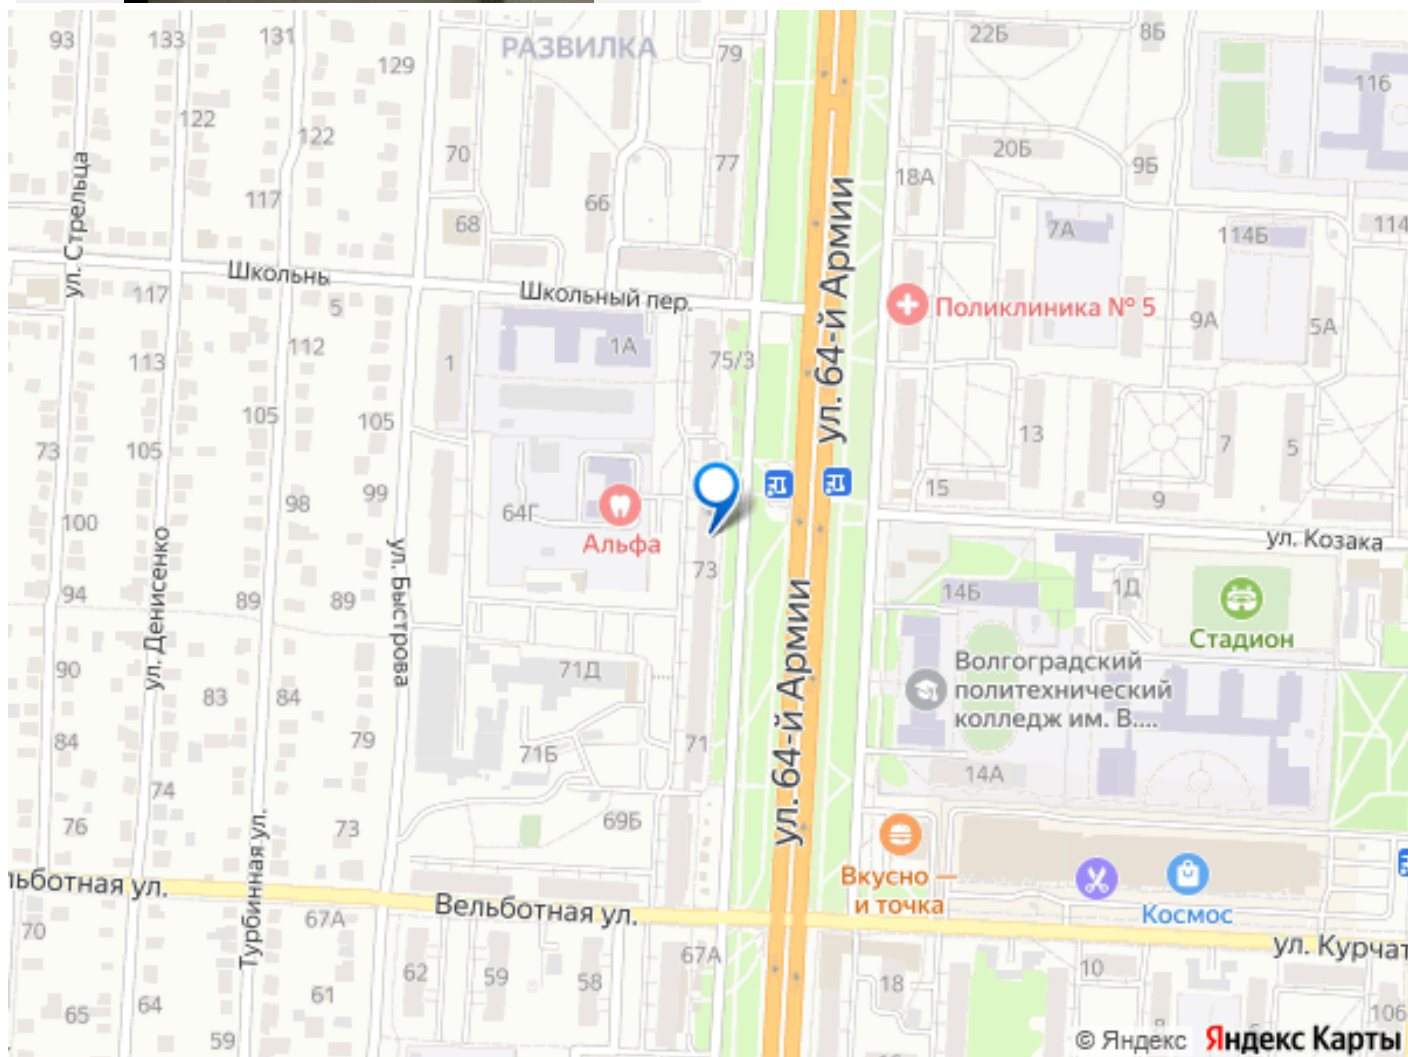 93
133
131
РАЗВИЛКА
79
22Б
8Б
129
116
122
122
70
77
20Б
9Б
18А
ул. Стрельца
117
66
68
7А
114Б
114
ул. 64-й Армии
Школьнь
Школьный пер.
117
5
Поликлиника № 5
9А
5А
113
112
1
1А
75/3
105
105
13
7
5
73
105
98
99
15
9
100
64Г
Альфа
ул. Козака
94
89
89
73
14Б
1Д
Стадион
ул. Денисенко
ул. Быстрова
ул. 64-й Армии
90
83
84
71Д
Волгоградский
политехнический
колледж им. В....
84
79
71Б
71
14А
74
76
73
69Б
Вкусно —
и точка
Космос
льботная ул.
Турбинная ул.
67А
Вельботная ул.
ул. Курчат
70
62
59
58
67А
18
10
65
64
61
59
8
106
© Яндекс Яндекс Карты